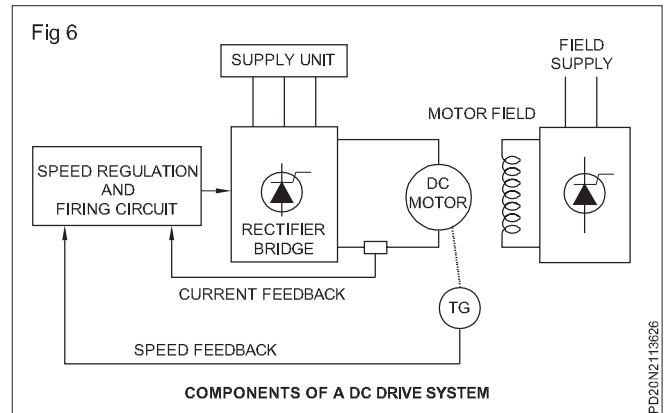 Fig 6
SUPPLY UNIT
FIELD
SUPPLY
MOTOR FIELD
SPEED REGULATION
AND
FIRING CIRCUIT
DC
MOTOR
RECTIFIER
BRIDGE
CURRENT FEEDBACK
TG
SPEED FEEDBACK
COMPONENTS OF A DC DRIVE SYSTEM
PD20N2113626